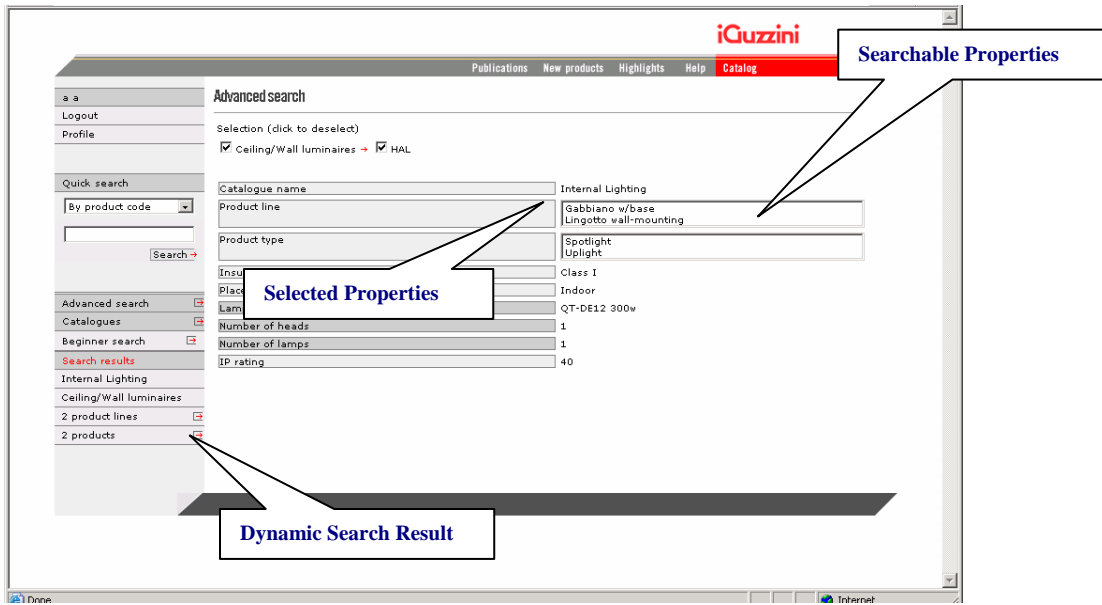 iGuzzini
Searchable Properties
Publications New products Highlights Help Catalog
a a
Logout
Profile
Advanced search
Selection (click to deselect)
Ceiling/Wall luminaires → HAL
Quick search
By product code
Search →
Catalogue name Internal Lighting
Product line Gabbiano w/base
Lingotto wall-mounting
Product type Spotlight
Uplight
Class I
Indoor
QT-DE12 300w
Number of heads 1
Number of lamps 1
IP rating 40
Selected Properties
Advanced search
Catalogues
Beginner search
Search results
Internal Lighting
Ceiling/Wall luminaires
2 product lines
2 products
Dynamic Search Result
Done
Internet